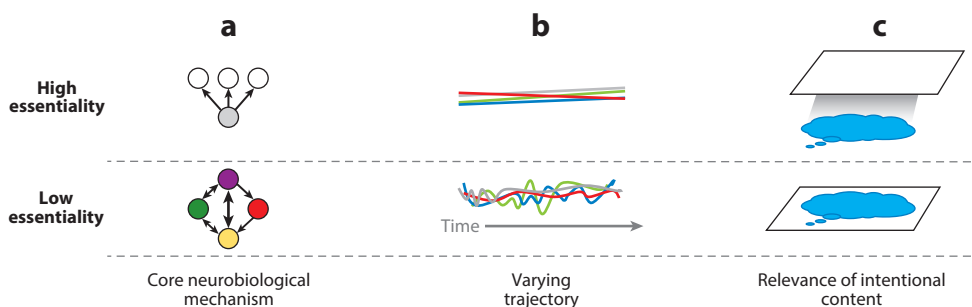 a
b
c
High
essentiality
Low
essentiality
Time
Core neurobiological
mechanism
Varying
trajectory
Relevance of intentional
content